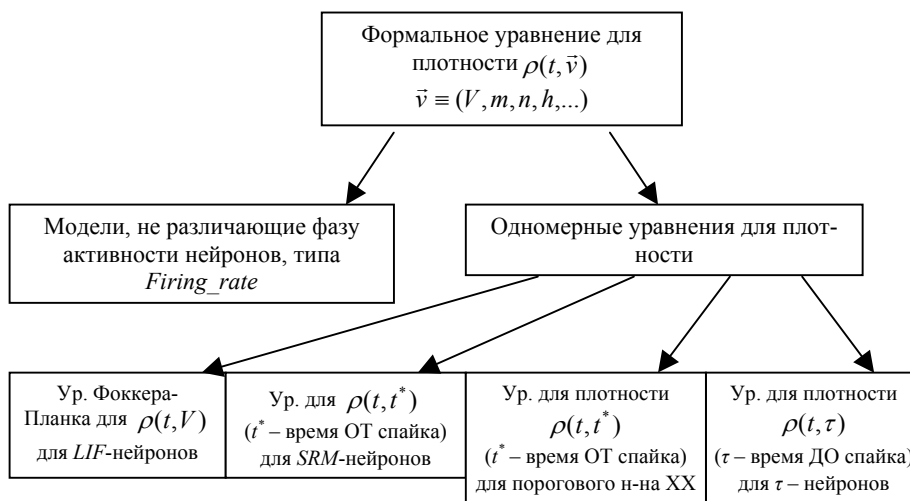 Формальное уравнение для
плотности ρ(t, v⃗)
v⃗ ≡ (V, m, n, h,...)
Модели, не различающие фазу
активности нейронов, типа
Firing_rate
Одномерные уравнения для плот-
ности
Ур. Фоккера-
Планка для ρ(t,V)
для LIF-нейронов
Ур. для ρ(t,t*)
(t* – время ОТ спайка)
для SRM-нейронов
Ур. для плотности
ρ(t,t*)
(t* – время ОТ спайка)
для порогового н-на ХХ
Ур. для плотности
ρ(t,τ)
(τ – время ДО спайка)
для τ – нейронов